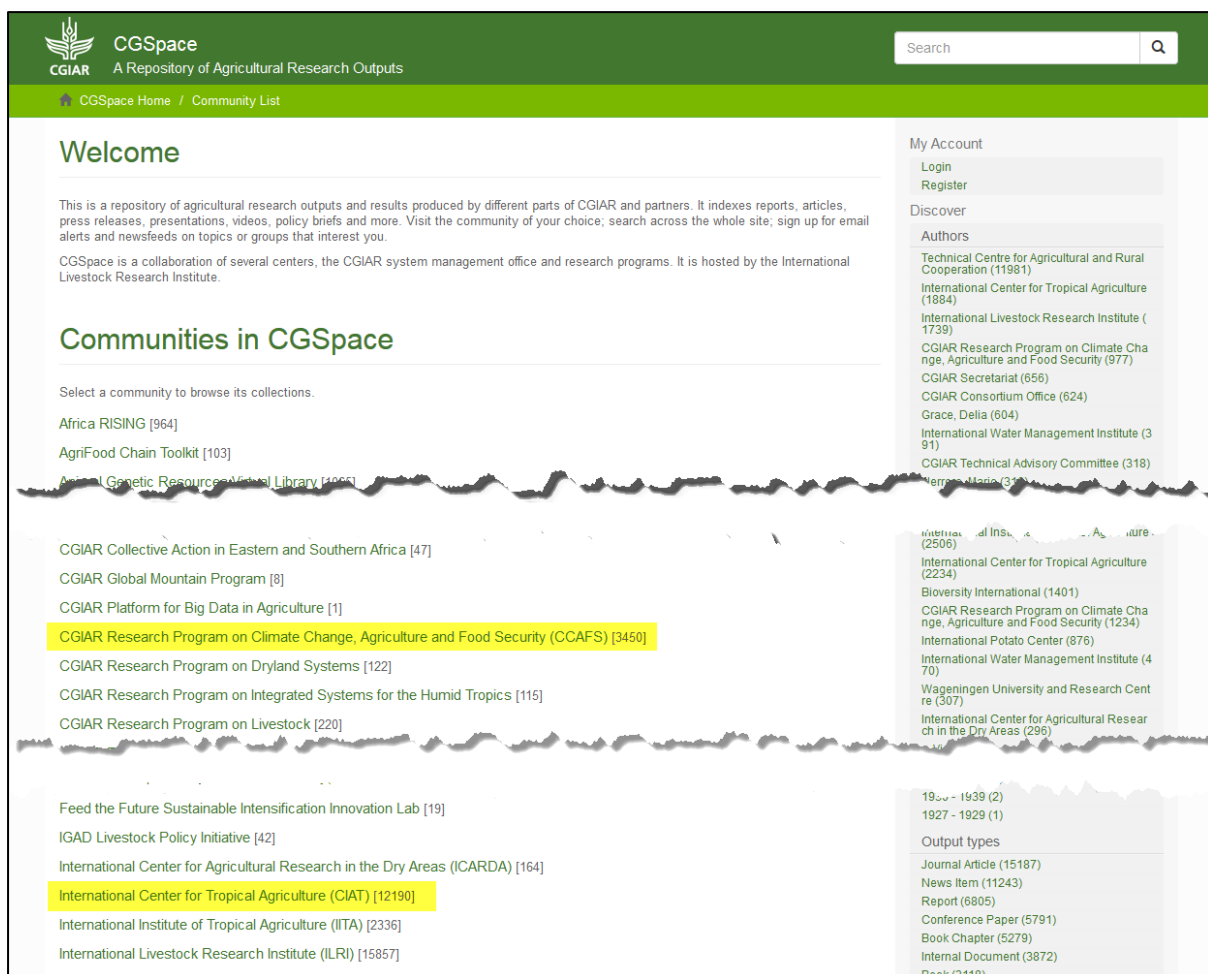 CGIAR
CGSpace
A Repository of Agricultural Research Outputs
Search
CGSpace Home / Community List
Welcome
This is a repository of agricultural research outputs and results produced by different parts of CGIAR and partners. It indexes reports, articles,
press releases, presentations, videos, policy briefs and more. Visit the community of your choice; search across the whole site; sign up for email
alerts and newsfeeds on topics or groups that interest you.
CGSpace is a collaboration of several centers, the CGIAR system management office and research programs. It is hosted by the International
Livestock Research Institute.
Communities in CGSpace
Select a community to browse its collections.
Africa RISING [964]
AgriFood Chain Toolkit [103]
Animal Genetic Resources Virtual Library
CGIAR Collective Action in Eastern and Southern Africa [47]
CGIAR Global Mountain Program [8]
CGIAR Platform for Big Data in Agriculture [1]
CGIAR Research Program on Climate Change, Agriculture and Food Security (CCAFS) [3450]
CGIAR Research Program on Dryland Systems [122]
CGIAR Research Program on Integrated Systems for the Humid Tropics [115]
CGIAR Research Program on Livestock [220]
Feed the Future Sustainable Intensification Innovation Lab [19]
IGAD Livestock Policy Initiative [42]
International Center for Agricultural Research in the Dry Areas (ICARDA) [164]
International Center for Tropical Agriculture (CIAT) [12190]
International Institute of Tropical Agriculture (IITA) [2336]
International Livestock Research Institute (ILRI) [15857]
My Account
Login
Register
Discover
Authors
Technical Centre for Agricultural and Rural
Cooperation (11981)
International Center for Tropical Agriculture
(1884)
International Livestock Research Institute (
1739)
CGIAR Research Program on Climate Cha
nge, Agriculture and Food Security (977)
CGIAR Secretariat (656)
CGIAR Consortium Office (624)
Grace, Delia (604)
International Water Management Institute (3
91)
CGIAR Technical Advisory Committee (318)
Herrero, Mario
(2506)
International Center for Tropical Agriculture
(2234)
Bioversity International (1401)
CGIAR Research Program on Climate Cha
nge, Agriculture and Food Security (1234)
International Potato Center (876)
International Water Management Institute (4
70)
Wageningen University and Research Cent
re (307)
International Center for Agricultural Resear
ch in the Dry Areas (296)
- 1939 (2)
1927 - 1929 (1)
Output types
Journal Article (15187)
News Item (11243)
Report (6805)
Conference Paper (5791)
Book Chapter (5279)
Internal Document (3872)